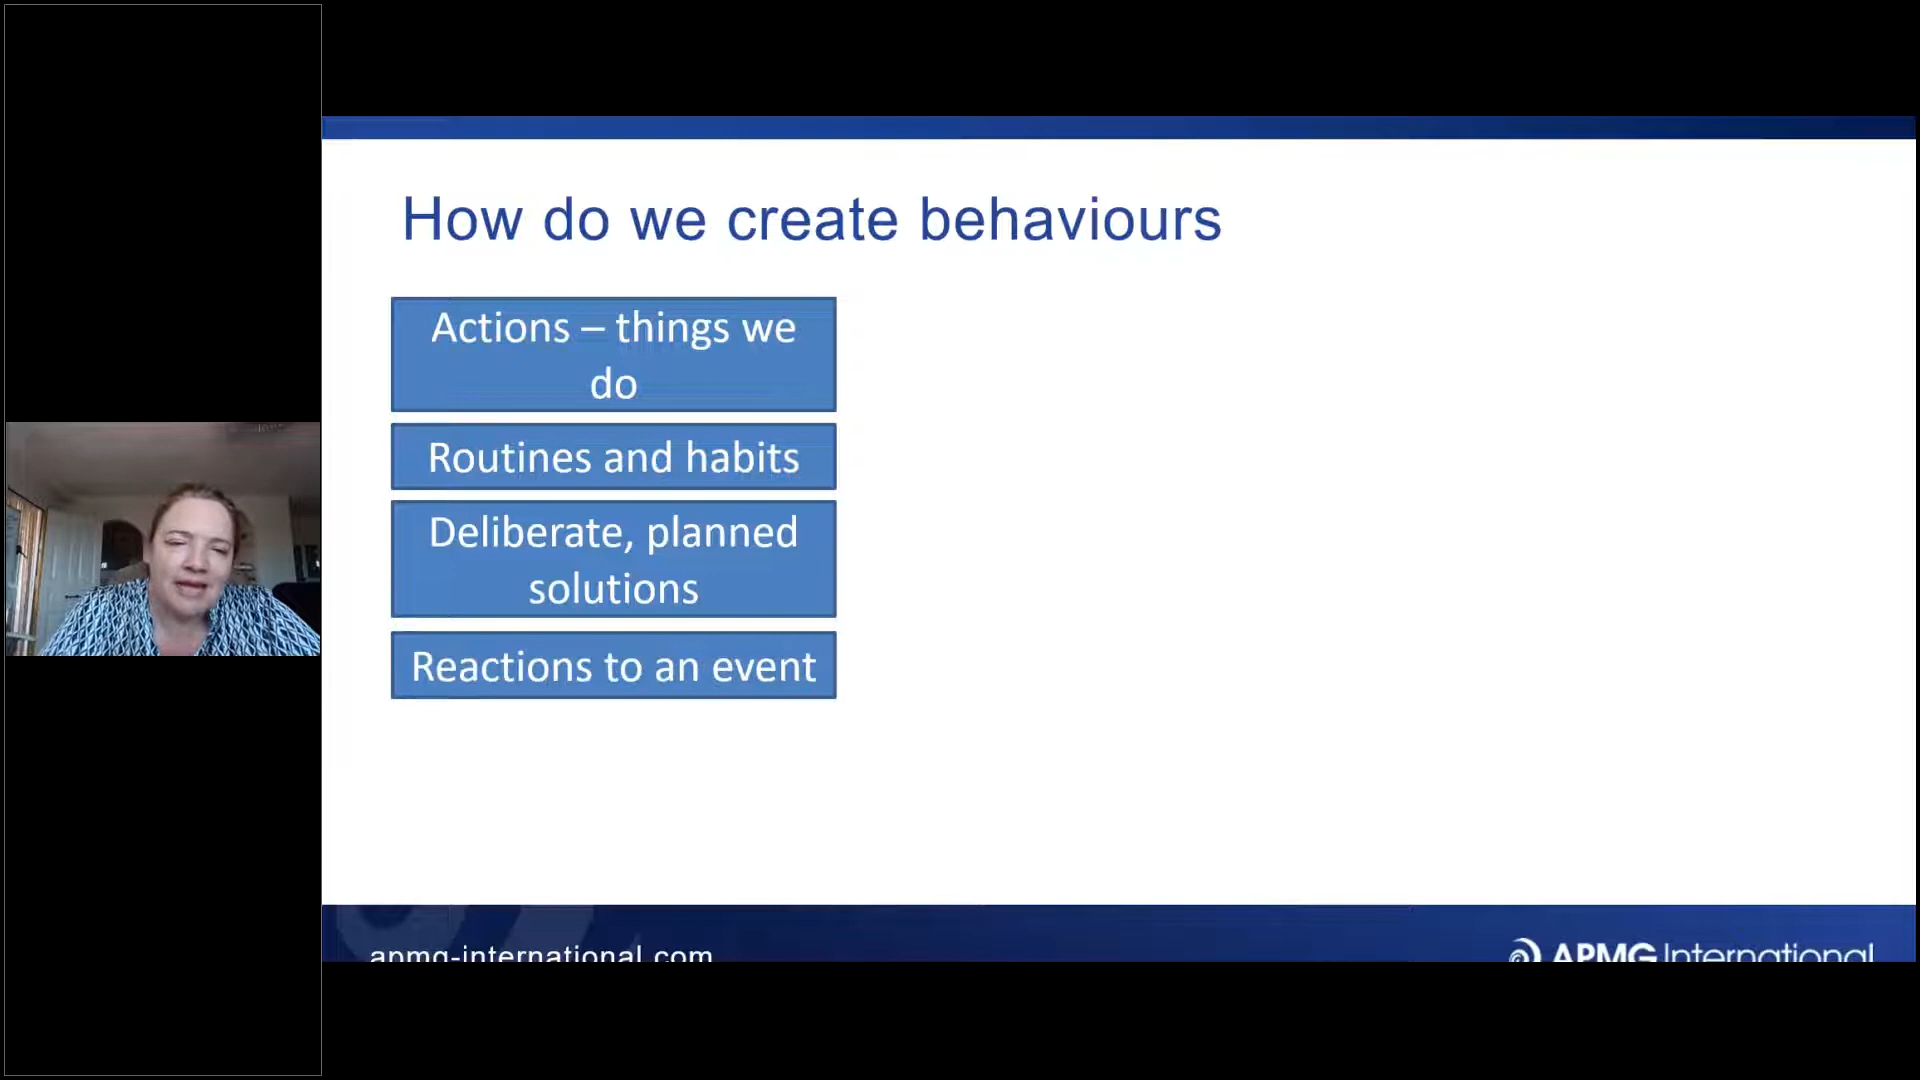 How do we create behaviours
Actions – things we
do
Routines and habits
Deliberate, planned
solutions
Reactions to an event
apmg-international.com
APMG International